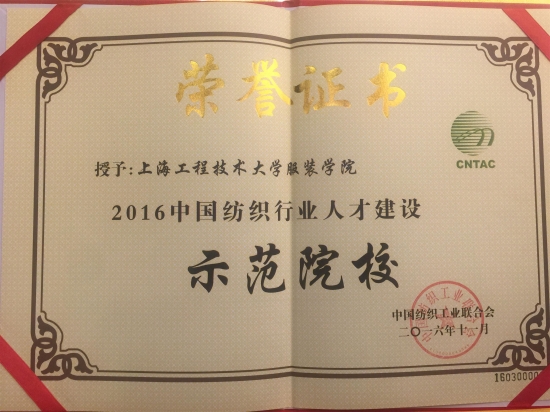 荣誉证书
CNTAC
授予:上海工程技术大学服装学院
2016中国纺织行业人才建设
示范院校
中国纺织工业联合会
二〇一六年十一月